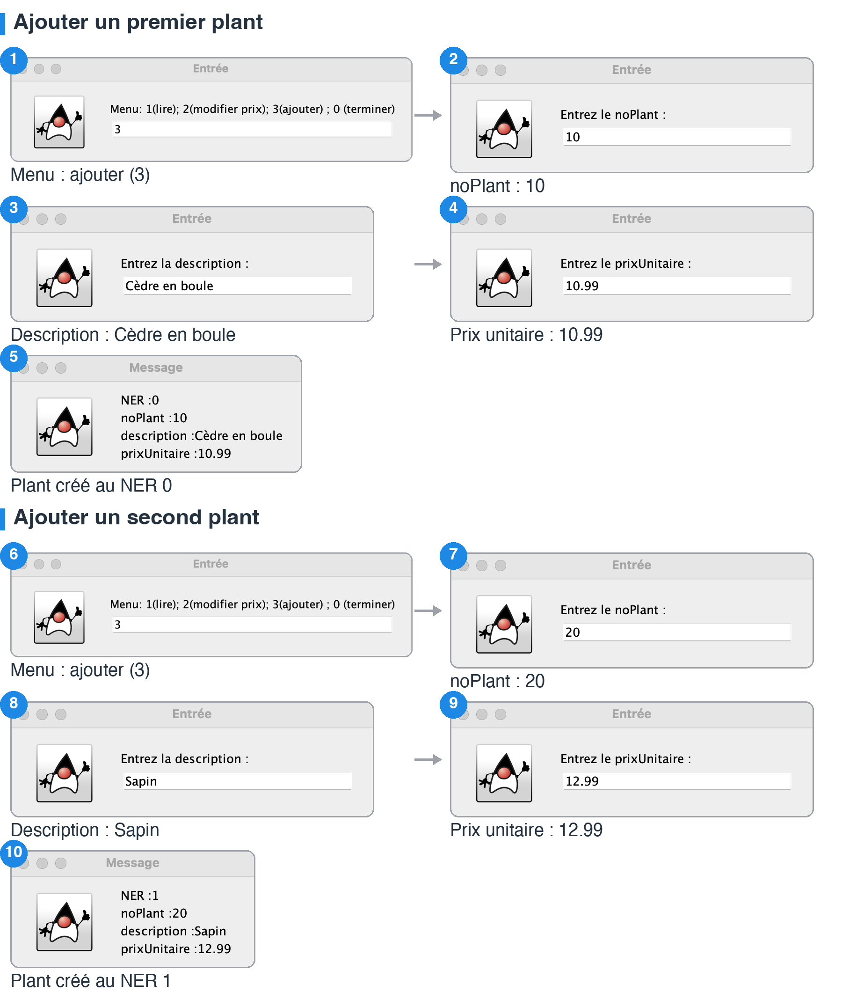 Ajouter un premier plant
1
Entrée
Menu: 1(lire); 2(modifier prix); 3(ajouter) ; 0 (terminer)
3
Menu : ajouter (3)
2
Entrée
Entrez le noPlant :
10
noPlant : 10
3
Entrée
Entrez la description :
Cèdre en boule
Description : Cèdre en boule
4
Entrée
Entrez le prixUnitaire :
10.99
Prix unitaire : 10.99
5
Message
NER :0
noPlant :10
description :Cèdre en boule
prixUnitaire :10.99
Plant créé au NER 0
Ajouter un second plant
6
Entrée
Menu: 1(lire); 2(modifier prix); 3(ajouter) ; 0 (terminer)
3
Menu : ajouter (3)
7
Entrée
Entrez le noPlant :
20
noPlant : 20
8
Entrée
Entrez la description :
Sapin
Description : Sapin
9
Entrée
Entrez le prixUnitaire :
12.99
Prix unitaire : 12.99
10
Message
NER :1
noPlant :20
description :Sapin
prixUnitaire :12.99
Plant créé au NER 1